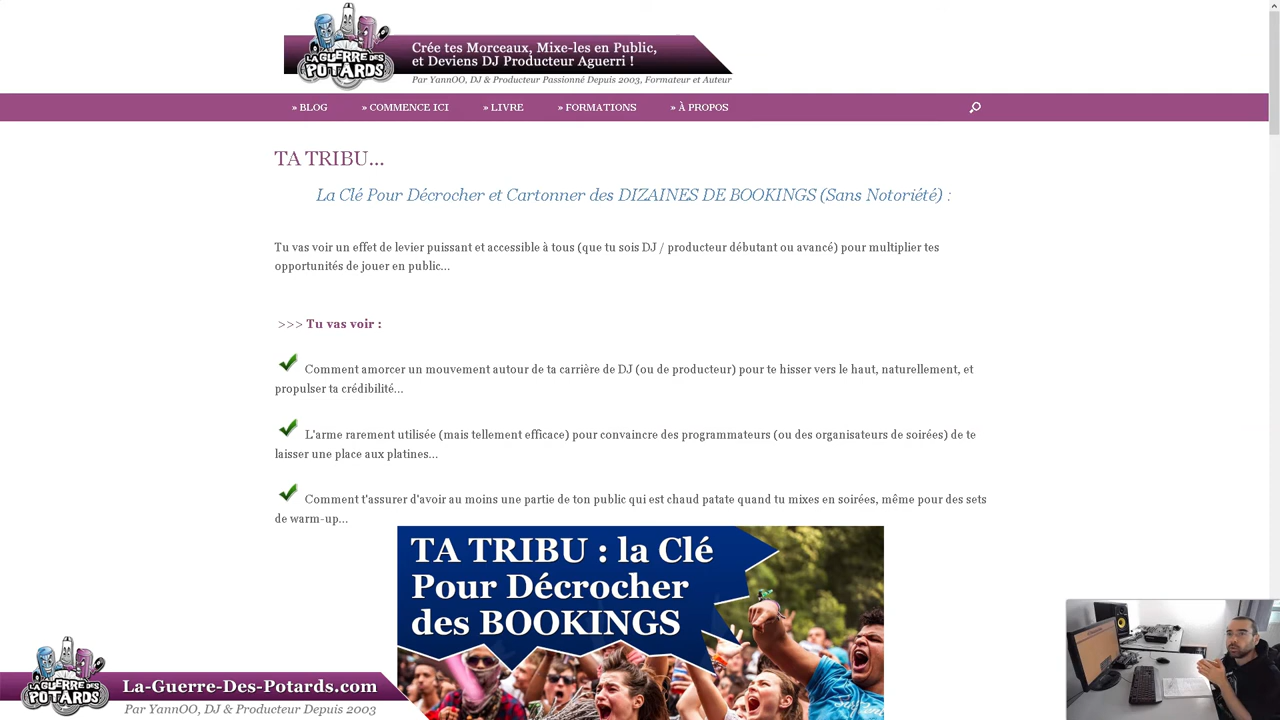 LA GUERRE DES
POTARDS
Crée tes Morceaux, Mixe-les en Public,
et Deviens DJ Producteur Aguerri !
Par YannOO, DJ & Producteur Passionné Depuis 2003, Formateur et Auteur
» BLOG » COMMENCE ICI » LIVRE » FORMATIONS » À PROPOS
TA TRIBU...
La Clé Pour Décrocher et Cartonner des DIZAINES DE BOOKINGS (Sans Notoriété) :
Tu vas voir un effet de levier puissant et accessible à tous (que tu sois DJ / producteur débutant ou avancé) pour multiplier tes
opportunités de jouer en public...
>>> Tu vas voir :
Comment amorcer un mouvement autour de ta carrière de DJ (ou de producteur) pour te hisser vers le haut, naturellement, et
propulser ta crédibilité...
L'arme rarement utilisée (mais tellement efficace) pour convaincre des programmateurs (ou des organisateurs de soirées) de te
laisser une place aux platines...
Comment t'assurer d'avoir au moins une partie de ton public qui est chaud patate quand tu mixes en soirées, même pour des sets
de warm-up...
TA TRIBU : la Clé
Pour Décrocher
des BOOKINGS
LA GUERRE DES
POTARDS
La-Guerre-Des-Potards.com
Par YannOO, DJ & Producteur Depuis 2003